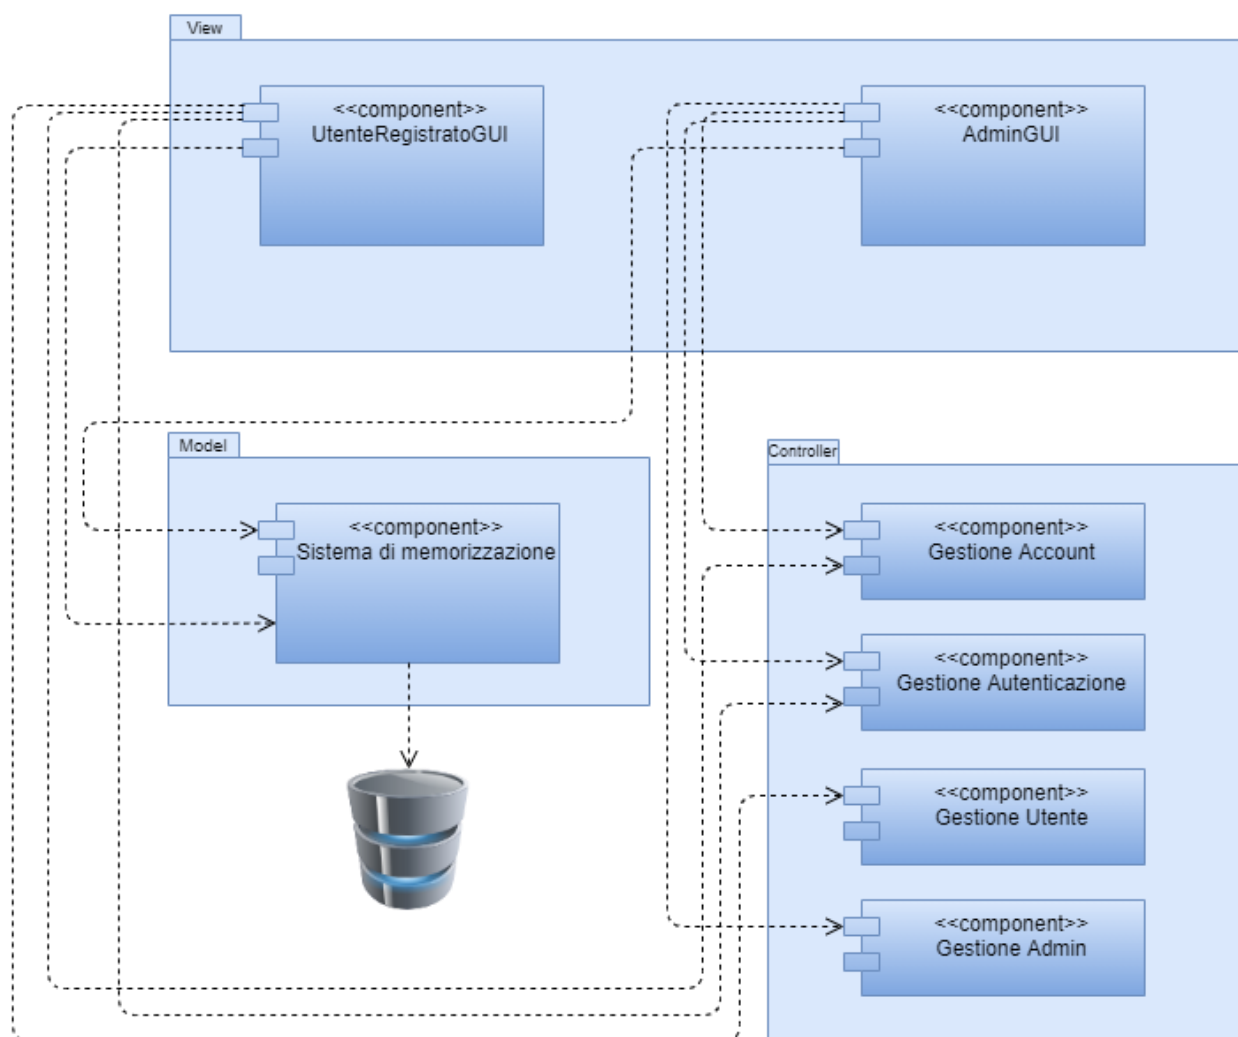 View
<<component>>
UtenteRegistratoGUI
<<component>>
AdminGUI
Model
<<component>>
Sistema di memorizzazione
Controller
<<component>>
Gestione Account
<<component>>
Gestione Autenticazione
<<component>>
Gestione Utente
<<component>>
Gestione Admin